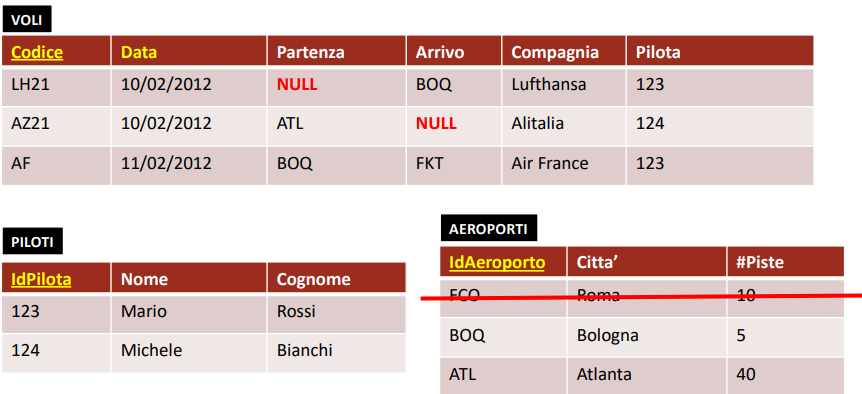 VOLI
Codice Data Partenza Arrivo Compagnia Pilota
LH21 10/02/2012 NULL BOQ Lufthansa 123
AZ21 10/02/2012 ATL NULL Alitalia 124
AF 11/02/2012 BOQ FKT Air France 123
PILOTI
IdPilota Nome Cognome
123 Mario Rossi
124 Michele Bianchi
AEROPORTI
IdAeroporto Citta’ #Piste
FCO Roma 10
BOQ Bologna 5
ATL Atlanta 40